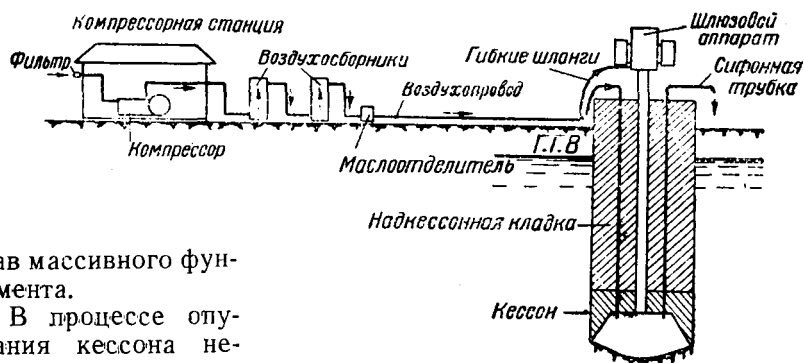 Компрессорная станция
Шлюзовой
аппарат
Фильтр
Воздухосборники
Гибкие шланги
Сифонная
трубка
Воздухопровод
Компрессор
Маслоотделитель
Г.Г.В
Надкессонная кладка
ав массивного фун-
мента.
Кессон
В процессе опу-
ания кессона не-